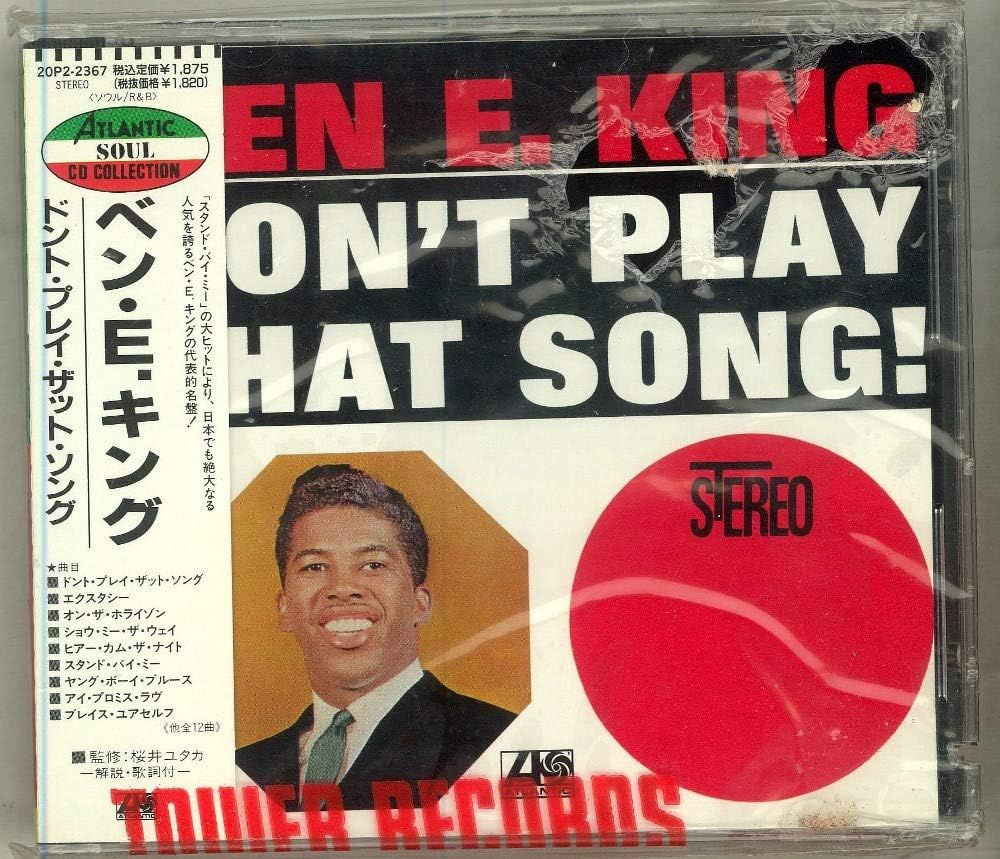 20P2-2367 税込定価¥1,875
STEREO (税抜価格¥1,820)
〈ソウル/R&B〉
ATLANTIC
SOUL
CD COLLECTION
ベン・E.キング
ドント・プレイ・ザット・ソング
「スタンド・バイ・ミー」の大ヒットにより、日本でも絶大なる
人気を誇るベン・E.キングの代表的名盤!
★曲目
ドント・プレイ・ザット・ソング
エクスタシー
オン・ザ・ホライゾン
ショウ・ミー・ザ・ウェイ
ヒアー・カム・ザ・ナイト
スタンド・バイ・ミー
ヤング・ボーイ・ブルース
アイ・プロミス・ラヴ
ブレイス・ユアセルフ
《他全12曲》
監修:桜井ユタカ
—解説・歌詞付—
ATLANTIC
EN E. KING
ON'T PLAY
HAT SONG!
STEREO
ATLANTIC
TOWER RECORDS